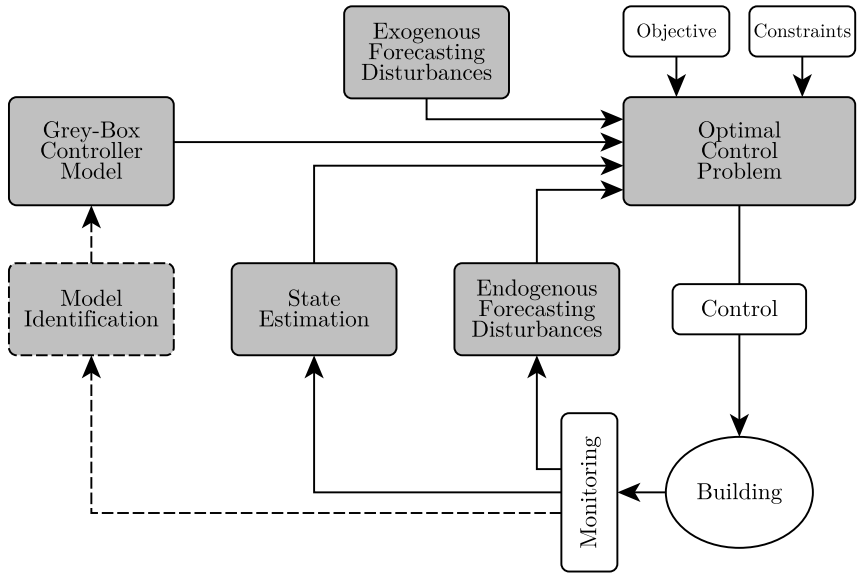 Exogenous
Forecasting
Disturbances
Objective
Constraints
Grey-Box
Controller
Model
Optimal
Control
Problem
Model
Identification
State
Estimation
Endogenous
Forecasting
Disturbances
Control
Monitoring
Building